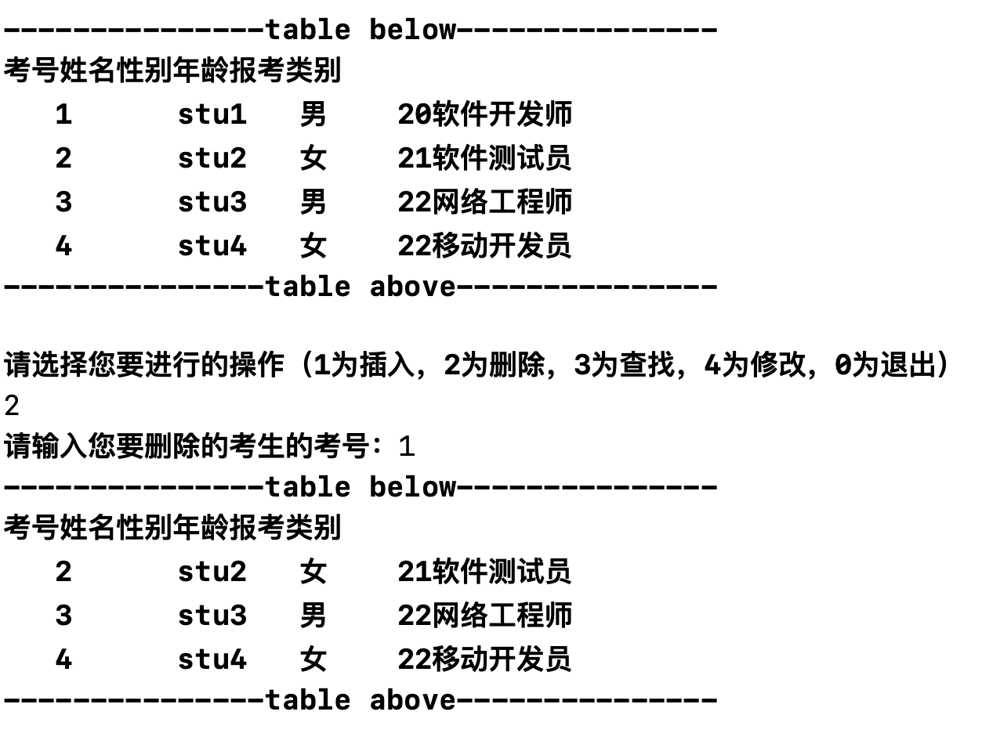 ---------------table below---------------
考号姓名性别年龄报考类别
1 stu1 男 20软件开发师
2 stu2 女 21软件测试员
3 stu3 男 22网络工程师
4 stu4 女 22移动开发员
---------------table above---------------
请选择您要进行的操作（1为插入，2为删除，3为查找，4为修改，0为退出）
2
请输入您要删除的考生的考号：1
---------------table below---------------
考号姓名性别年龄报考类别
2 stu2 女 21软件测试员
3 stu3 男 22网络工程师
4 stu4 女 22移动开发员
---------------table above---------------